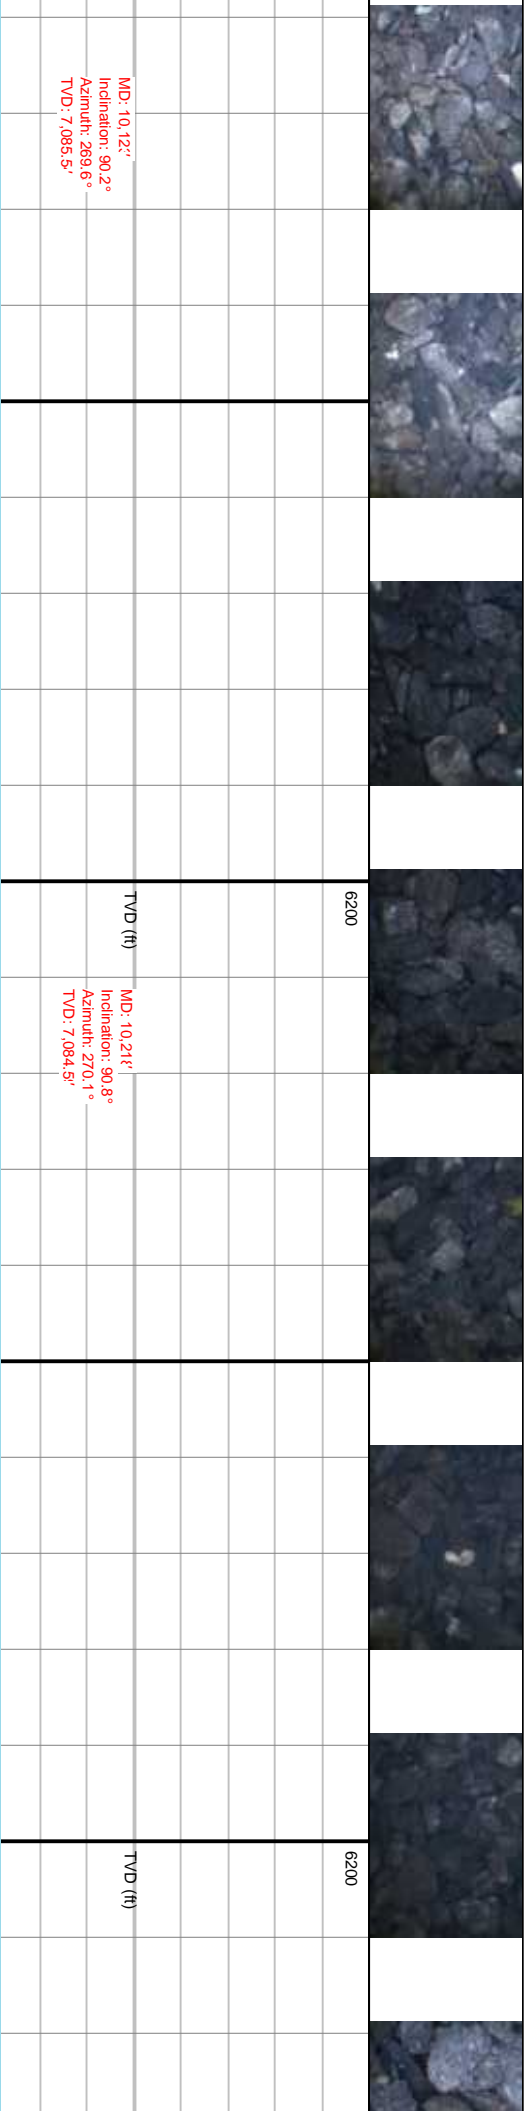 MD: 10,12
Inclination: 90.2°
Azimuth: 269.6°
TVD: 7,085.5'
6200
TVD (ft)
MD: 10,21
Inclination: 90.8°
Azimuth: 270.1°
TVD: 7,084.5'
6200
TVD (ft)